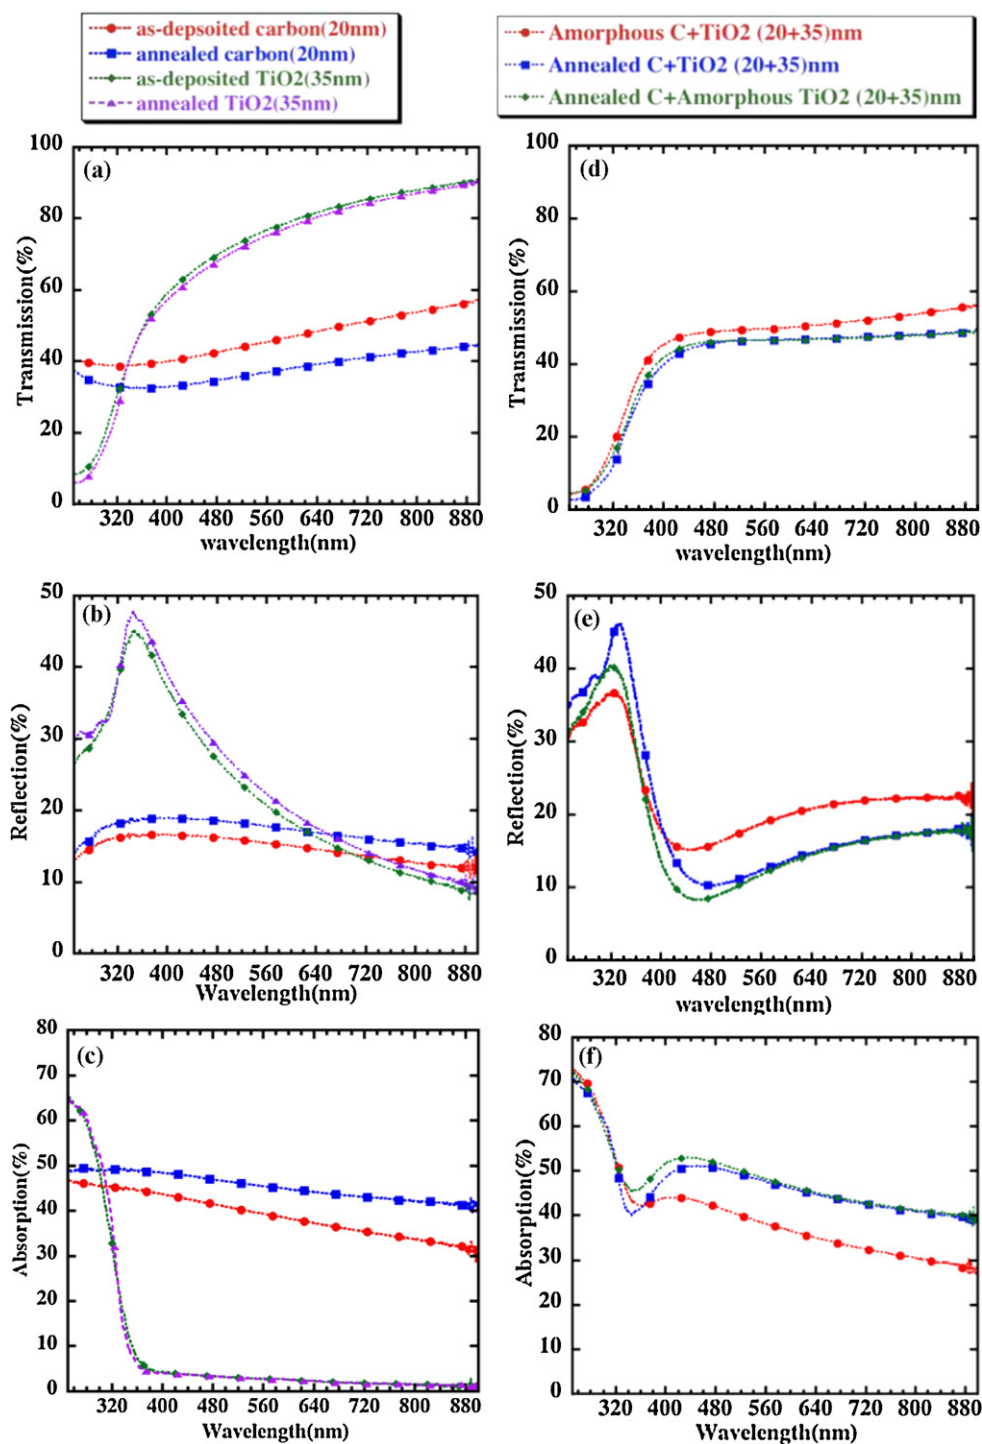 as-depsoited carbon(20nm)
annealed carbon(20nm)
as-deposited TiO2(35nm)
annealed TiO2(35nm)
Amorphous C+TiO2 (20+35)nm
Annealed C+TiO2 (20+35)nm
Annealed C+Amorphous TiO2 (20+35)nm
(a)
Transmission(%)
100
80
60
40
20
0
320 400 480 560 640 720 800 880
wavelength(nm)
(d)
Transmission(%)
100
80
60
40
20
0
320 400 480 560 640 720 800 880
wavelength(nm)
(b)
Reflection(%)
50
40
30
20
10
0
320 400 480 560 640 720 800 880
Wavelength(nm)
(e)
Reflection(%)
50
40
30
20
10
0
320 400 480 560 640 720 800 880
wavelength(nm)
(c)
Absorption(%)
80
70
60
50
40
30
20
10
0
320 400 480 560 640 720 800 880
Wavelength(nm)
(f)
Absorption(%)
80
70
60
50
40
30
20
10
0
320 400 480 560 640 720 800 880
Wavelength(nm)